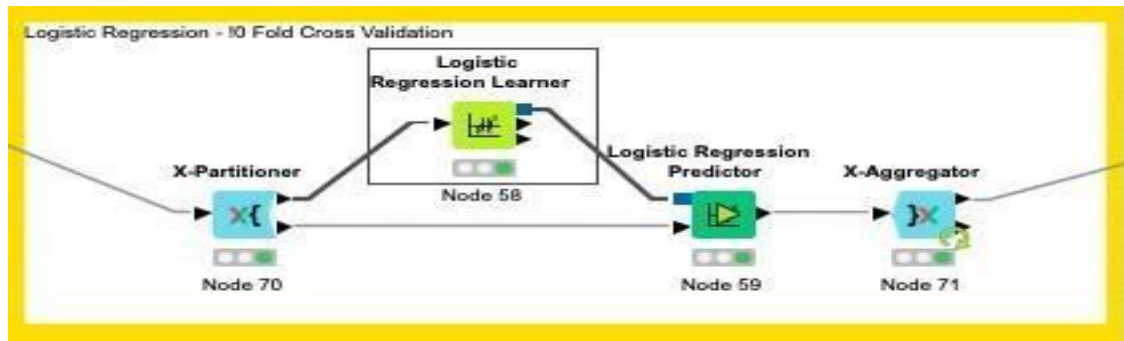 Logistic Regression - !0 Fold Cross Validation
Logistic
Regression Learner
Node 58
X-Partitioner
Node 70
Logistic Regression
Predictor
Node 59
X-Aggregator
Node 71